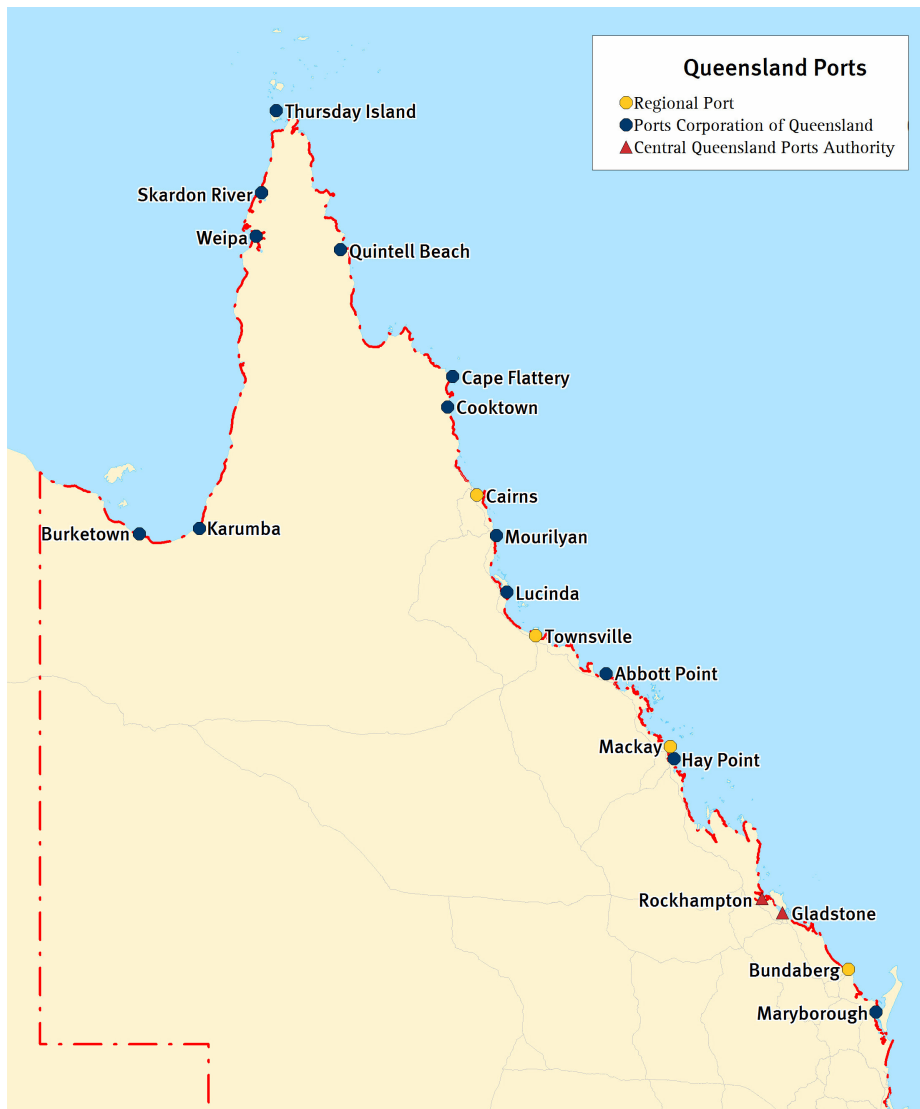 Queensland Ports
Regional Port
Ports Corporation of Queensland
Central Queensland Ports Authority
Thursday Island
Skardon River
Weipa
Quintell Beach
Cape Flattery
Cooktown
Cairns
Burketown
Karumba
Mourilyan
Lucinda
Townsville
Abbott Point
Mackay
Hay Point
Rockhampton
Gladstone
Bundaberg
Maryborough